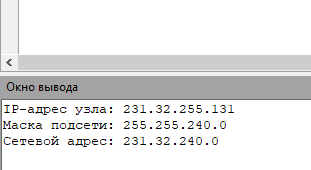 Окно вывода
IP-адрес узла: 231.32.255.131
Маска подсети: 255.255.240.0
Сетевой адрес: 231.32.240.0